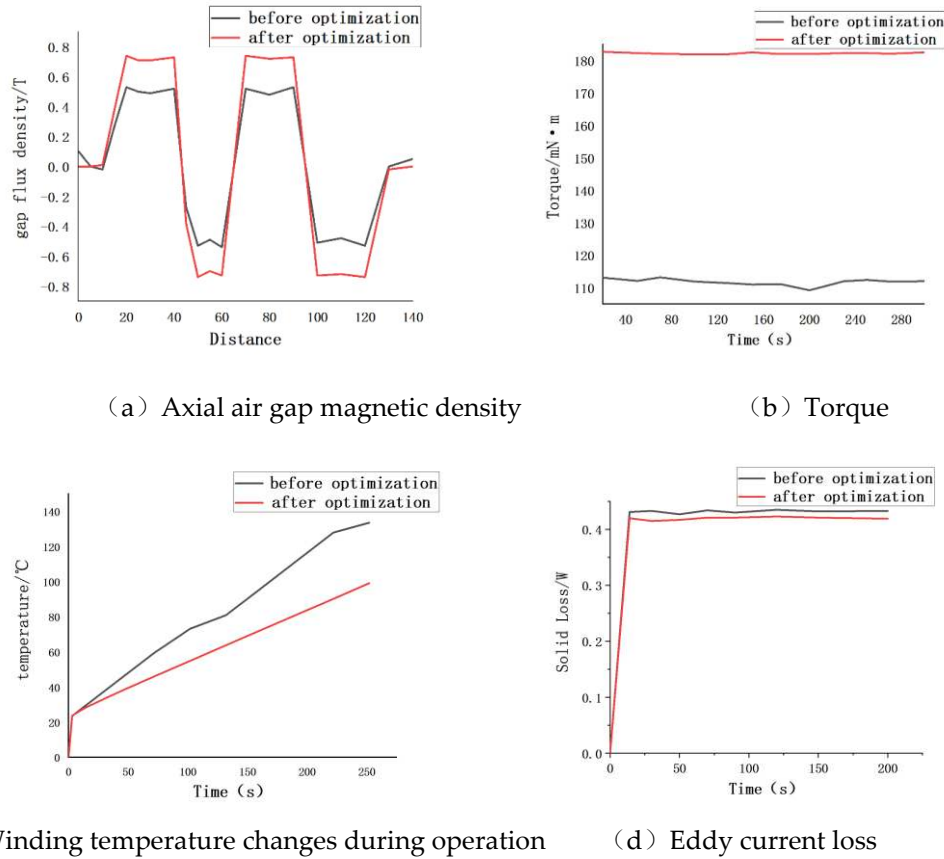 before optimization
after optimization
gap flux density/T
0.8
0.6
0.4
0.2
0.0
-0.2
-0.4
-0.6
-0.8
0 20 40 60 80 100 120 140
Distance
(a) Axial air gap magnetic density
before optimization
after optimization
Torque/mN·m
180
170
160
150
140
130
120
110
40 80 120 160 200 240 280
Time (s)
(b) Torque
before optimization
after optimization
temperature/℃
140
120
100
80
60
40
20
0
0 50 100 150 200 250
Time (s)
Winding temperature changes during operation
before optimization
after optimization
Solid Loss/W
0.4
0.3
0.2
0.1
0.0
0 50 100 150 200
Time (s)
(d) Eddy current loss